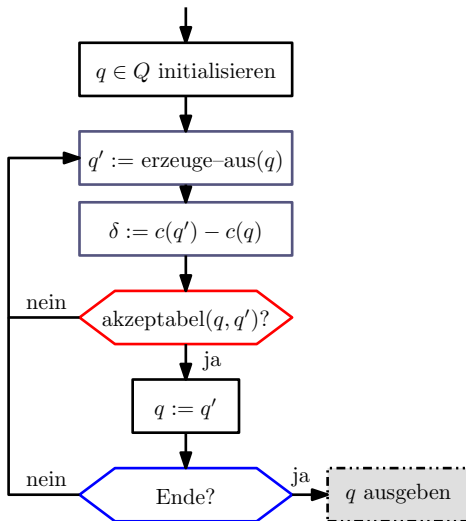 q ∈ Q initialisieren
q′ := erzeuge–aus(q)
δ := c(q′) − c(q)
nein
akzeptabel(q, q′)?
ja
q := q′
nein
Ende?
ja
q ausgeben